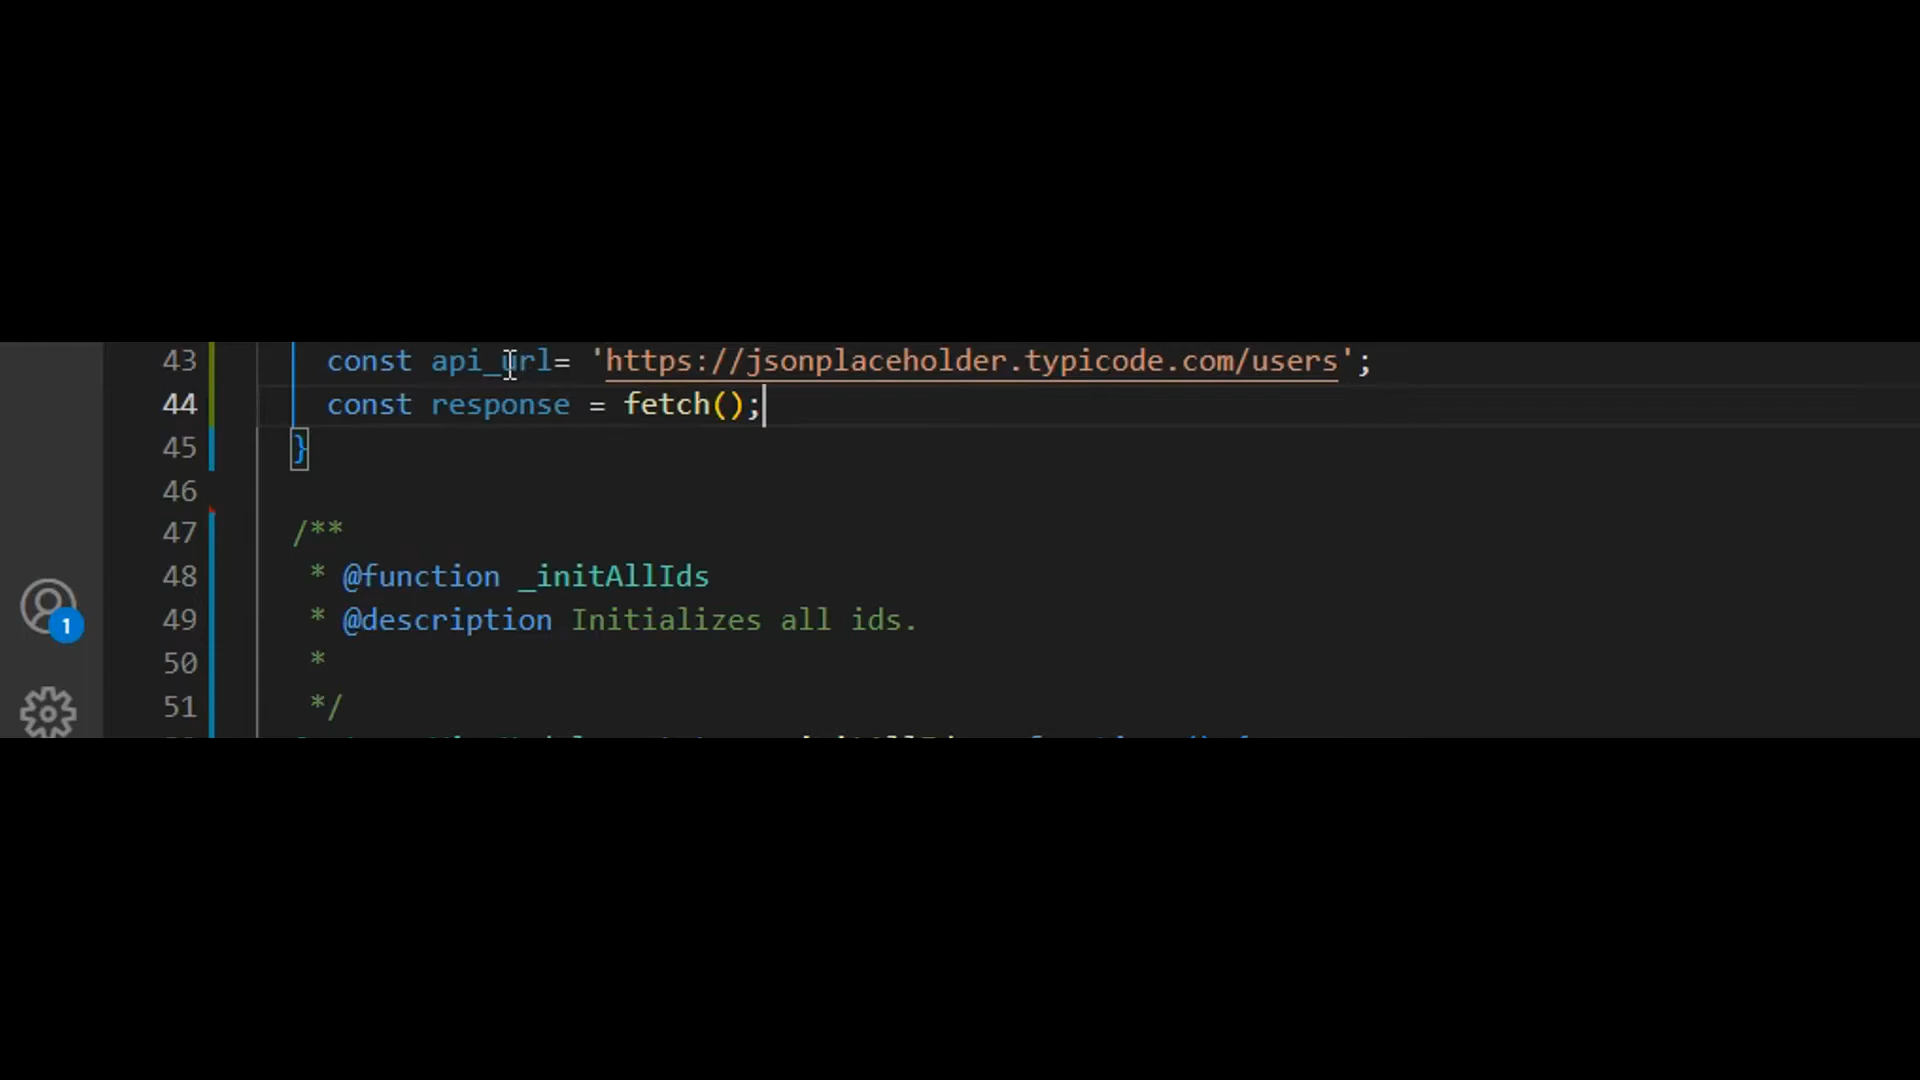 43 const api_url= 'https://jsonplaceholder.typicode.com/users';
44 const response = fetch();
45 }
46
47 /**
48 * @function _initAllIds
49 * @description Initializes all ids.
50 *
51 */
1